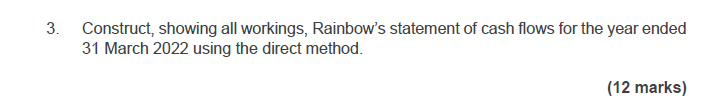 3. Construct, showing all workings, Rainbow's statement of cash flows for the year ended
31 March 2022 using the direct method.
(12 marks)